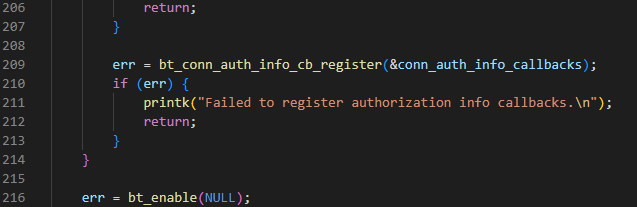 206 return;
207 }
208
209 err = bt_conn_auth_info_cb_register(&conn_auth_info_callbacks);
210 if (err) {
211 printk("Failed to register authorization info callbacks.\n");
212 return;
213 }
214 }
215
216 err = bt_enable(NULL);